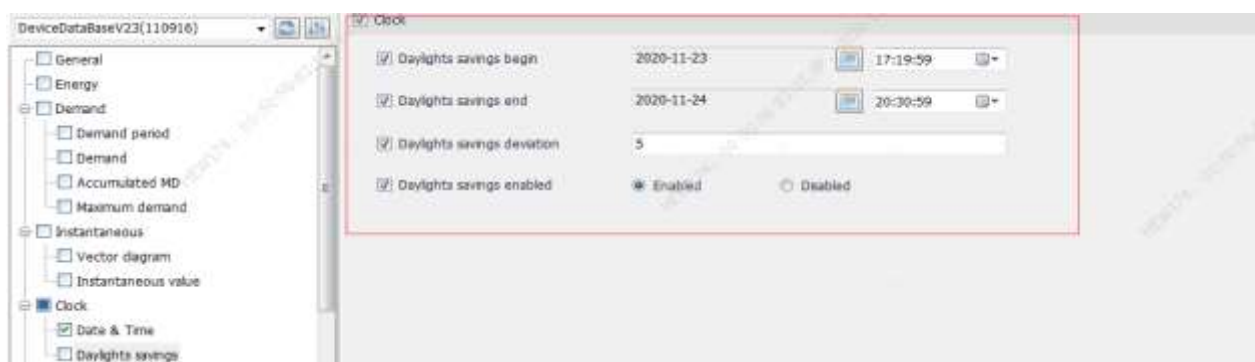 DeviceDataBaseV23(110916)
General
Energy
Demand
Demand period
Demand
Accumulated MD
Maximum demand
Instantaneous
Vector diagram
Instantaneous value
Clock
Date & Time
Daylights savings
Clock
Daylights savings begin 2020-11-23 17:19:59
Daylights savings end 2020-11-24 20:30:59
Daylights savings deviation 5
Daylights savings enabled Enabled Disabled